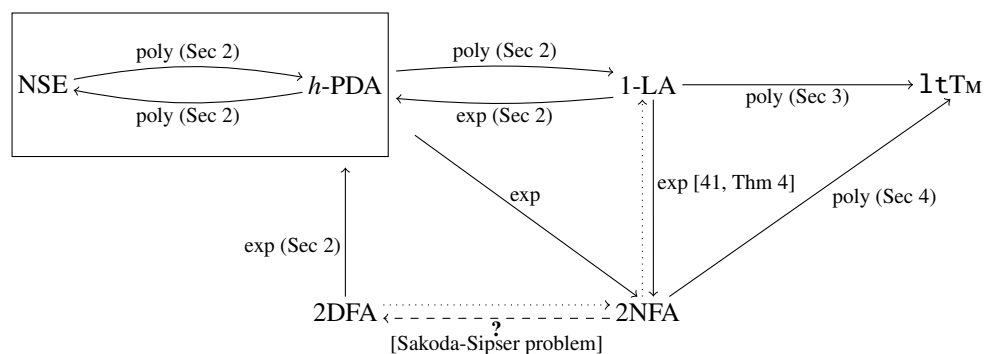 poly (Sec 2)
poly (Sec 2)
NSE
h-PDA
1-LA
ltTM
poly (Sec 2)
exp (Sec 2)
poly (Sec 3)
exp
exp [41, Thm 4]
poly (Sec 4)
exp (Sec 2)
2DFA
2NFA
?
[Sakoda-Sipser problem]